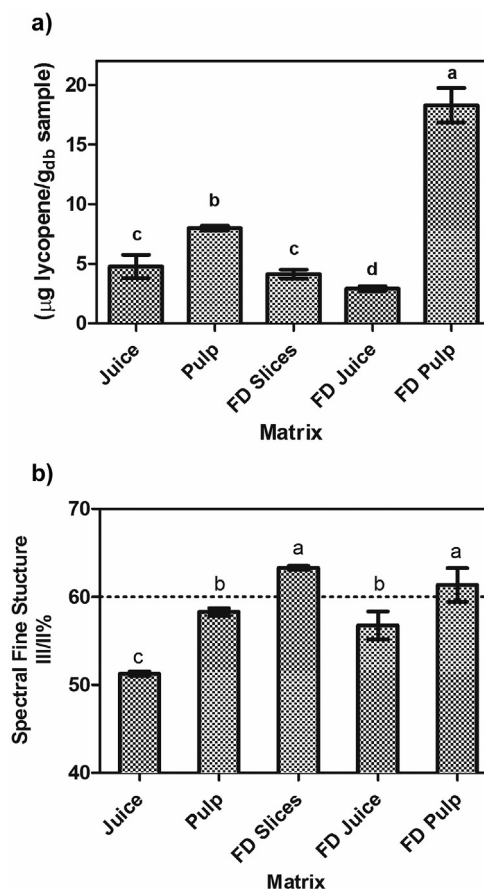 a)
(µg lycopene/gdb sample)
20
15
10
5
0
c
b
c
d
a
Juice
Pulp
FD Slices
FD Juice
FD Pulp
Matrix
b)
Spectral Fine Stucture
III/II%
70
60
50
40
c
b
a
b
a
Juice
Pulp
FD Slices
FD Juice
FD Pulp
Matrix